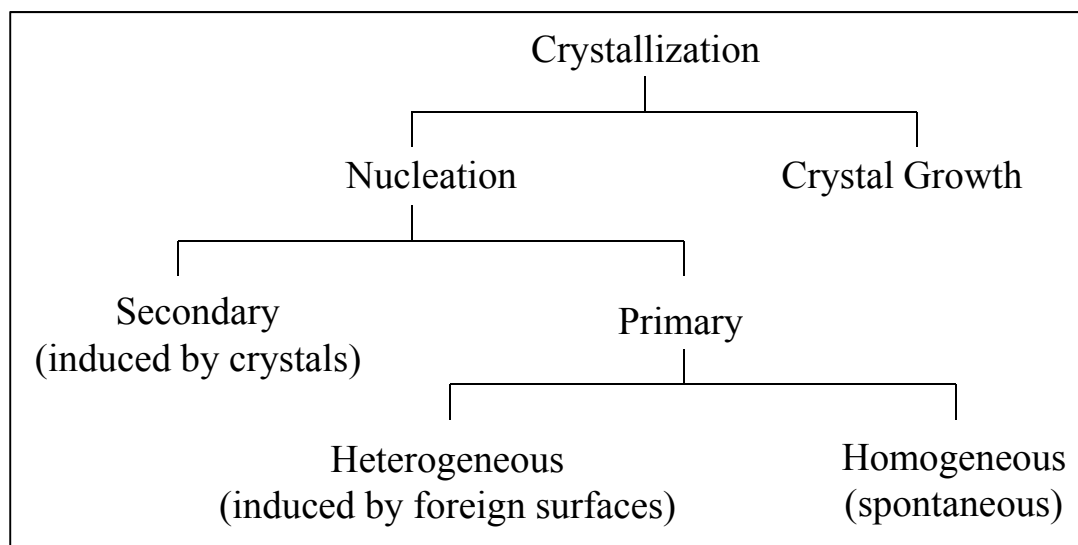 Crystallization
Nucleation
Crystal Growth
Secondary
(induced by crystals)
Primary
Heterogeneous
(induced by foreign surfaces)
Homogeneous
(spontaneous)